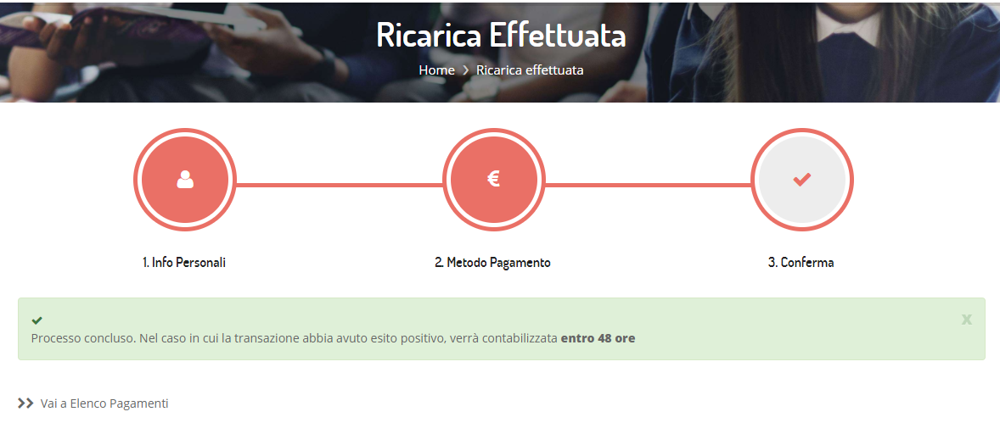 Ricarica Effettuata
Home > Ricarica effettuata
1. Info Personali
2. Metodo Pagamento
3. Conferma
x
Processo concluso. Nel caso in cui la transazione abbia avuto esito positivo, verrà contabilizzata entro 48 ore
Vai a Elenco Pagamenti